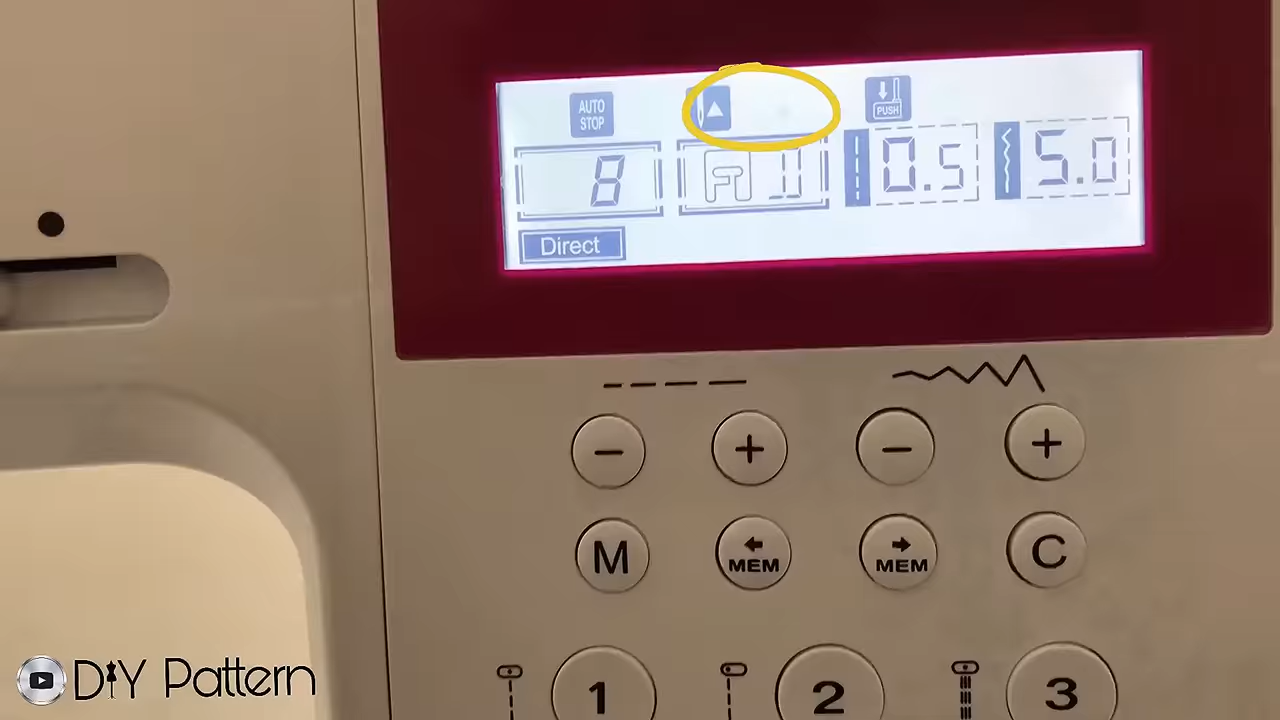 AUTO
STOP
PUSH
8
D
0.5
5.0
Direct
M
MEM
MEM
C
1
2
3
DIY Pattern